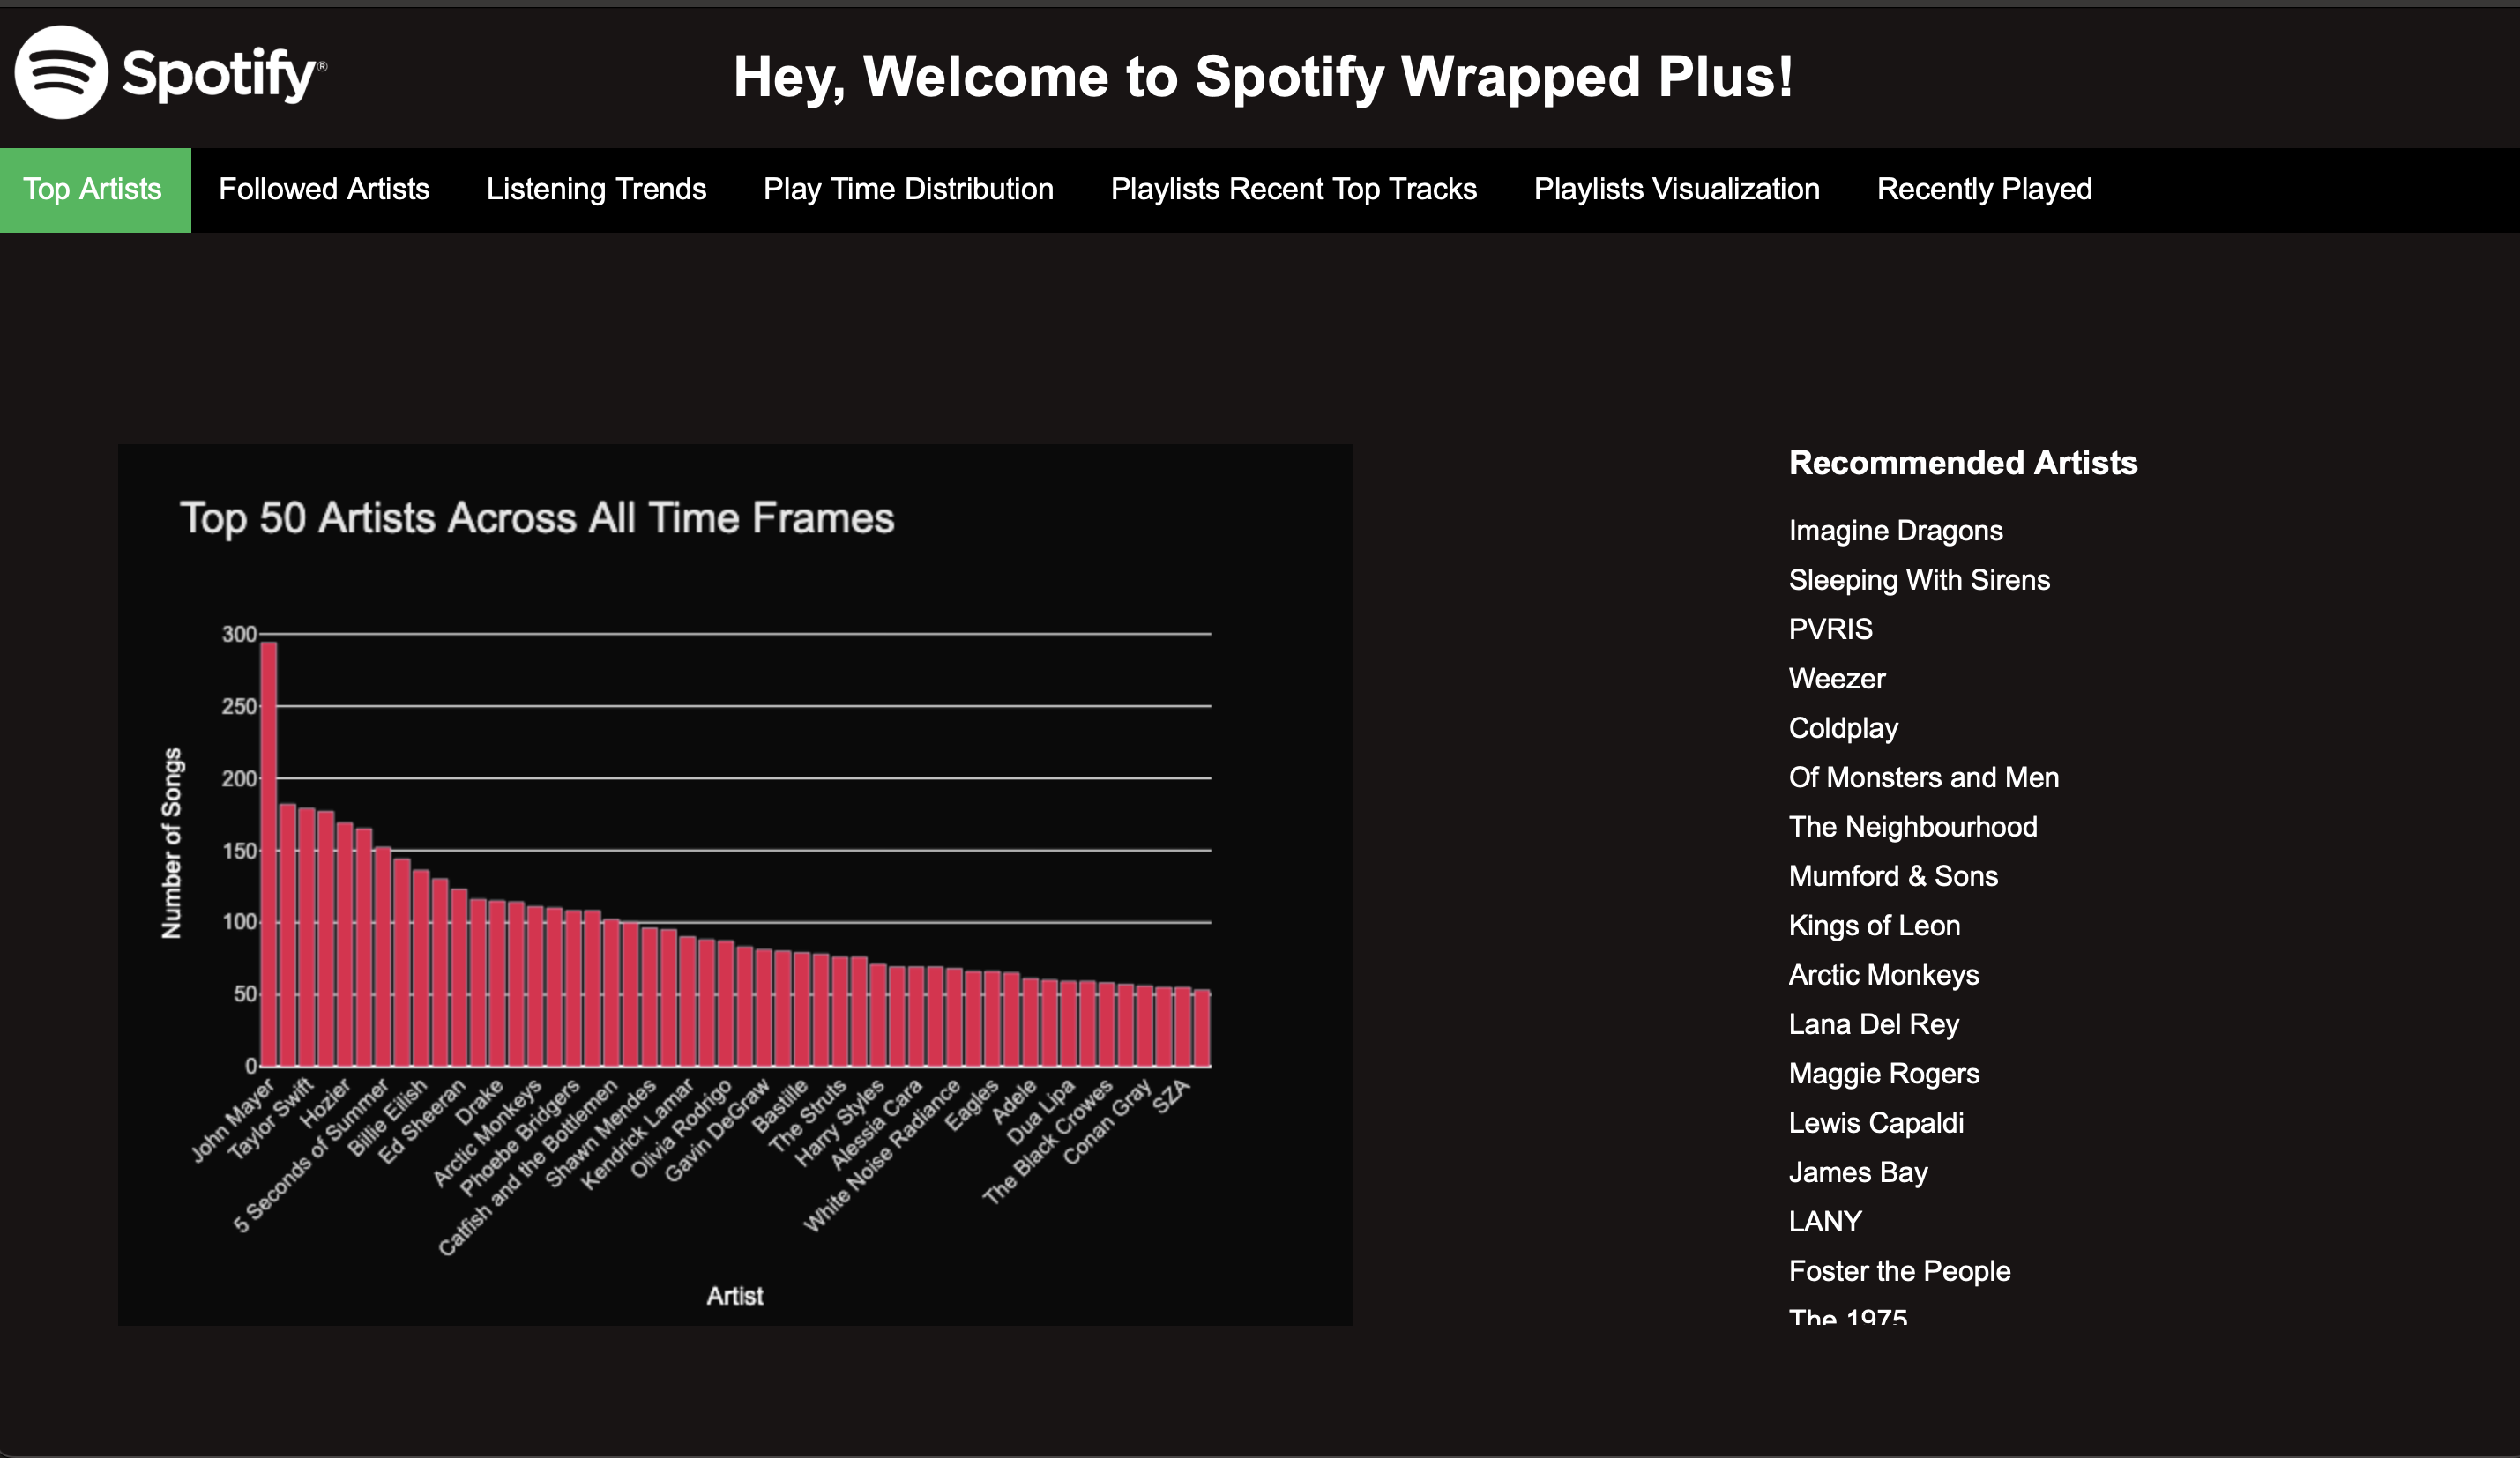 Spotify®
Hey, Welcome to Spotify Wrapped Plus!
Top Artists
Followed Artists
Listening Trends
Play Time Distribution
Playlists Recent Top Tracks
Playlists Visualization
Recently Played
Top 50 Artists Across All Time Frames
Number of Songs
300
250
200
150
100
50
0
John Mayer
Taylor Swift
Hozier
5 Seconds of Summer
Billie Eilish
Ed Sheeran
Drake
Arctic Monkeys
Phoebe Bridgers
Catfish and the Bottlemen
Shawn Mendes
Kendrick Lamar
Olivia Rodrigo
Gavin DeGraw
Bastille
The Struts
Harry Styles
Alessia Cara
White Noise Radiance
Eagles
Adele
Dua Lipa
The Black Crowes
Conan Gray
SZA
Artist
Recommended Artists
Imagine Dragons
Sleeping With Sirens
PVRIS
Weezer
Coldplay
Of Monsters and Men
The Neighbourhood
Mumford & Sons
Kings of Leon
Arctic Monkeys
Lana Del Rey
Maggie Rogers
Lewis Capaldi
James Bay
LANY
Foster the People
The 1975